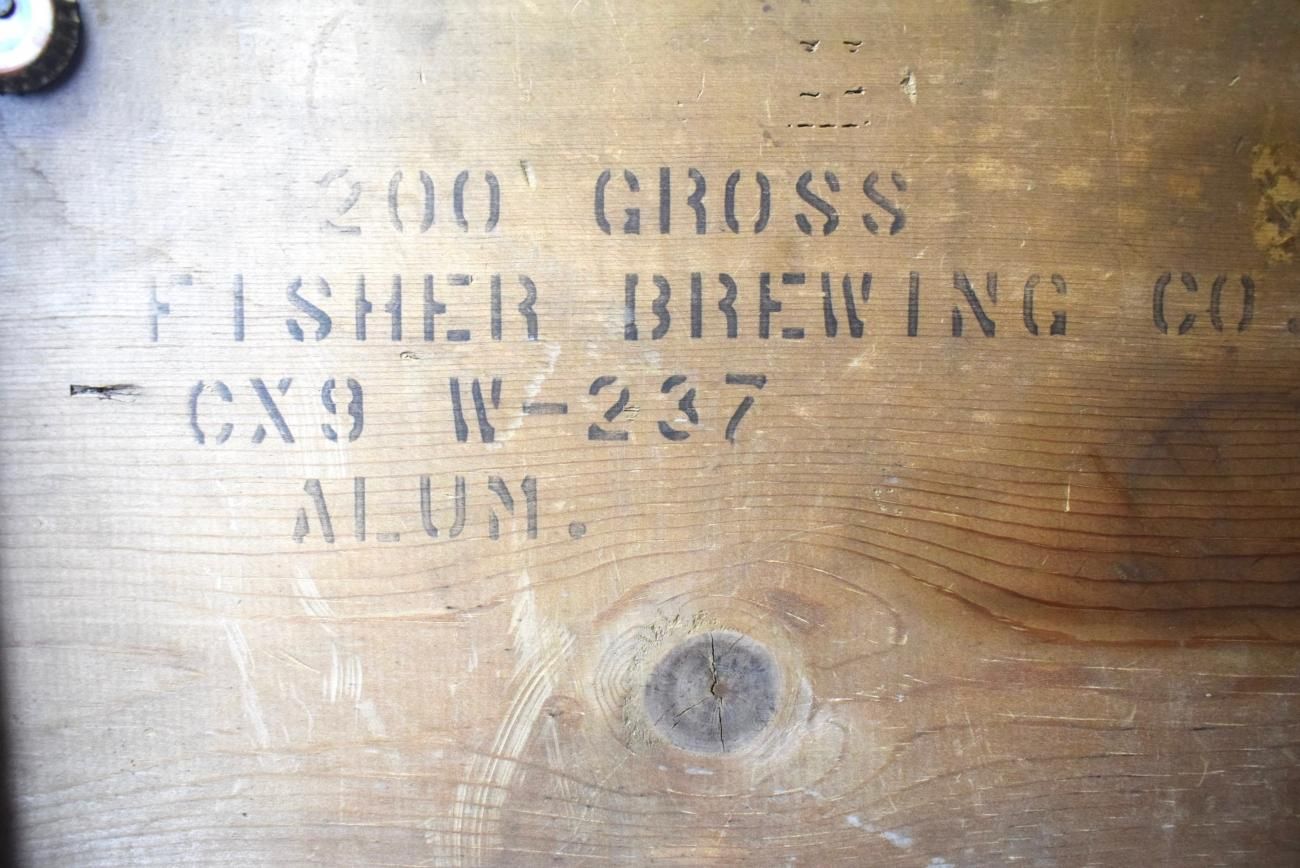 200 GROSS
FISHER BREWING CO.
CX9 W-237
ALUM.